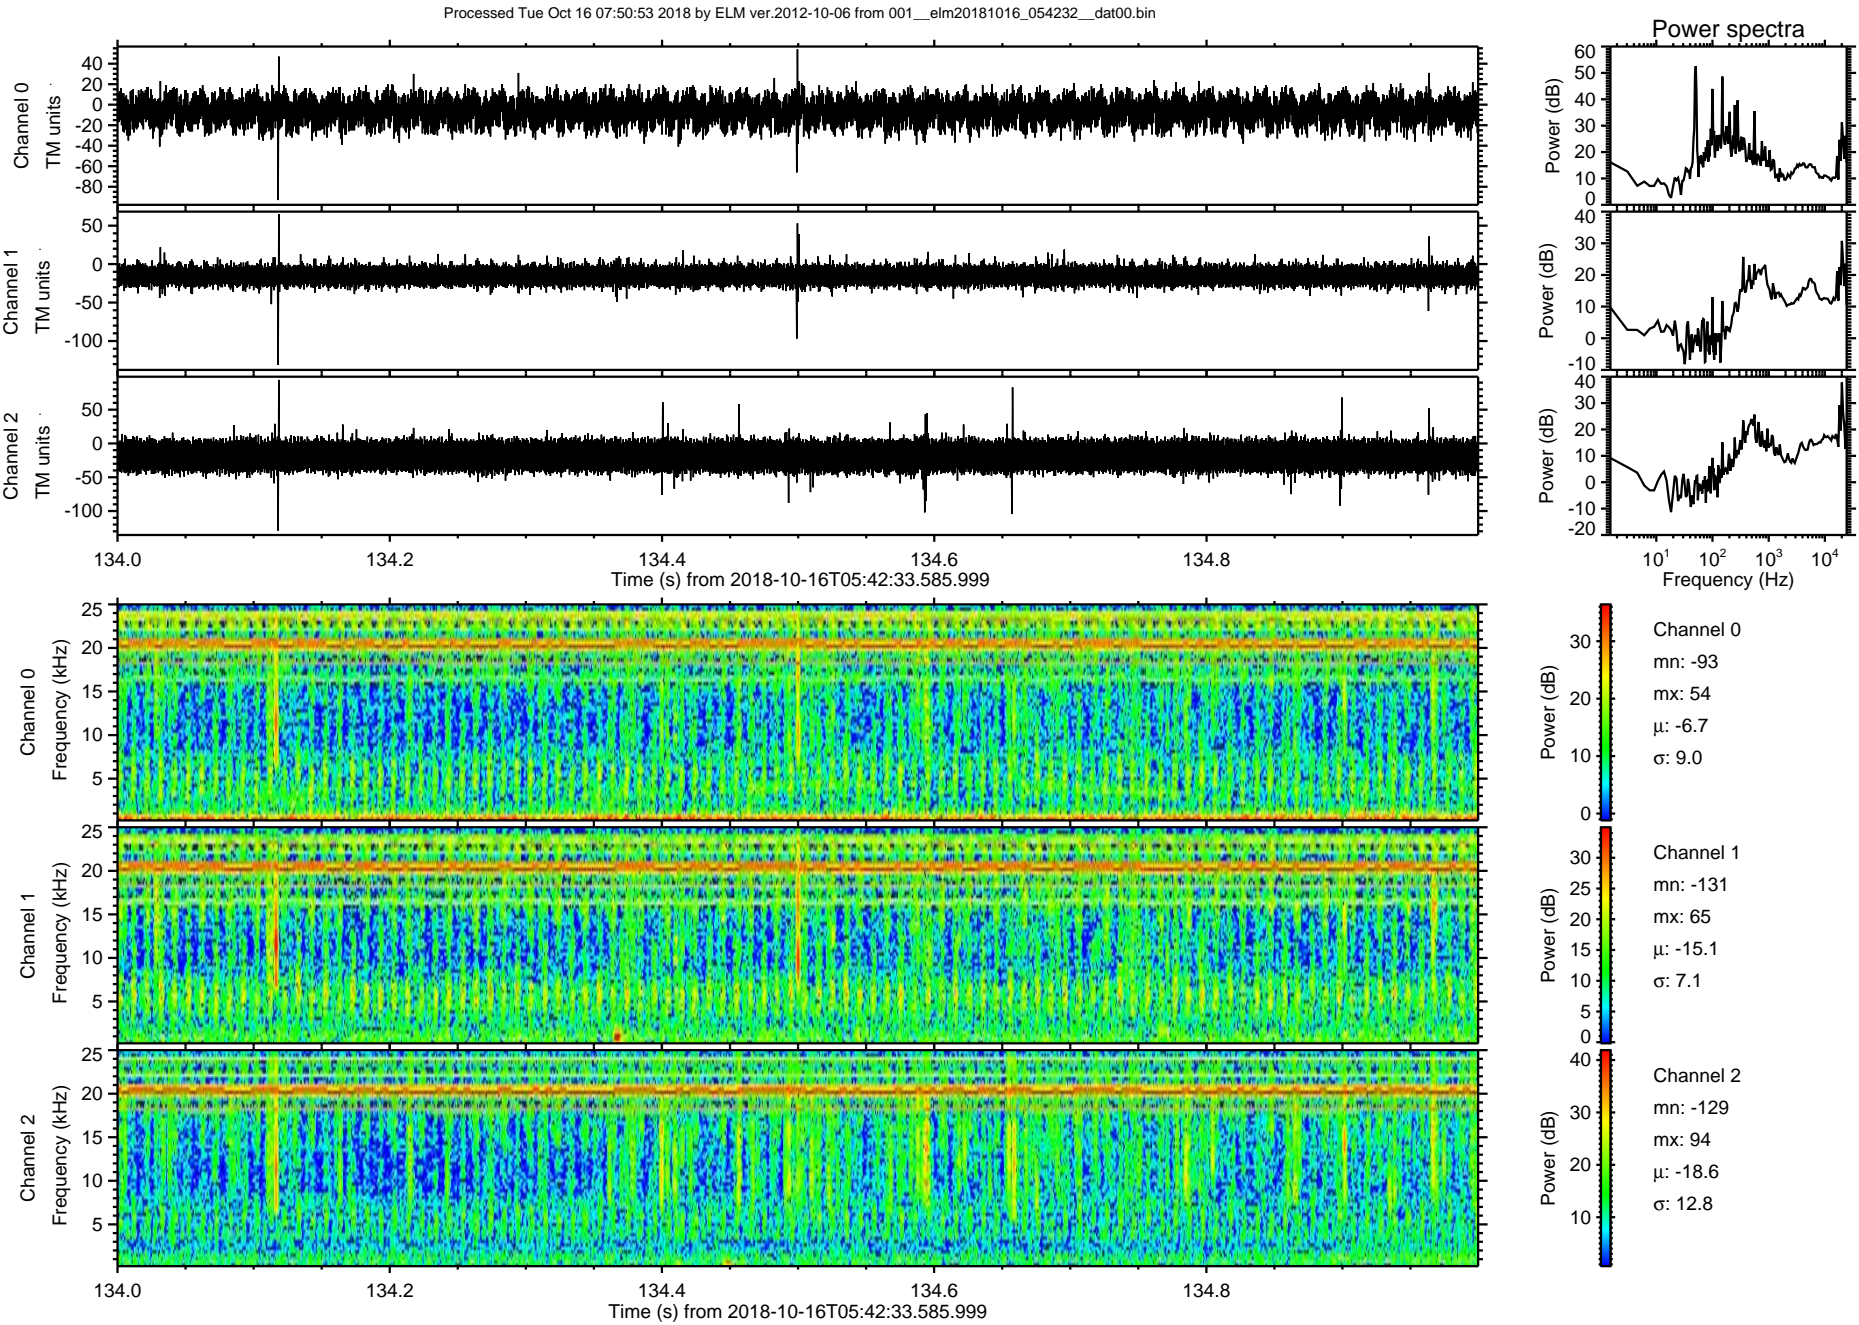 Processed Tue Oct 16 07:50:53 2018 by ELM ver.2012-10-06 from 001__elm20181016_054232__dat00.bin
Power spectra
Channel 0
TM units
40
20
0
-20
-40
-60
-80
Power (dB)
60
50
40
30
20
10
0
Channel 1
TM units
50
0
-50
-100
Power (dB)
40
30
20
10
0
-10
Channel 2
TM units
50
0
-50
-100
Power (dB)
40
30
20
10
0
-10
-20
134.0 134.2 134.4 134.6 134.8
Time (s) from 2018-10-16T05:42:33.585.999
10^1 10^2 10^3 10^4
Frequency (Hz)
Channel 0
Frequency (kHz)
25
20
15
10
5
Power (dB)
30
20
10
0
Channel 0
mn: -93
mx: 54
μ: -6.7
σ: 9.0
Channel 1
Frequency (kHz)
25
20
15
10
5
Power (dB)
30
25
20
15
10
5
0
Channel 1
mn: -131
mx: 65
μ: -15.1
σ: 7.1
Channel 2
Frequency (kHz)
25
20
15
10
5
Power (dB)
40
30
20
10
Channel 2
mn: -129
mx: 94
μ: -18.6
σ: 12.8
134.0 134.2 134.4 134.6 134.8
Time (s) from 2018-10-16T05:42:33.585.999